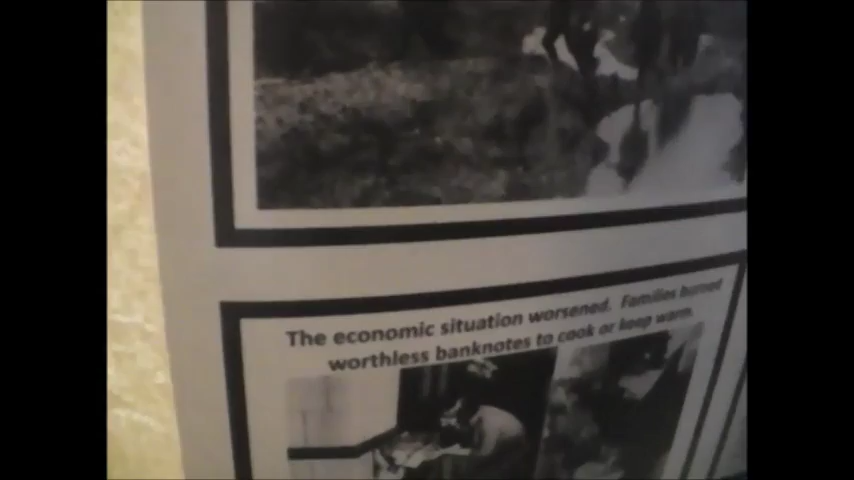 The economic situation worsened. Families burned
worthless banknotes to cook or keep warm.